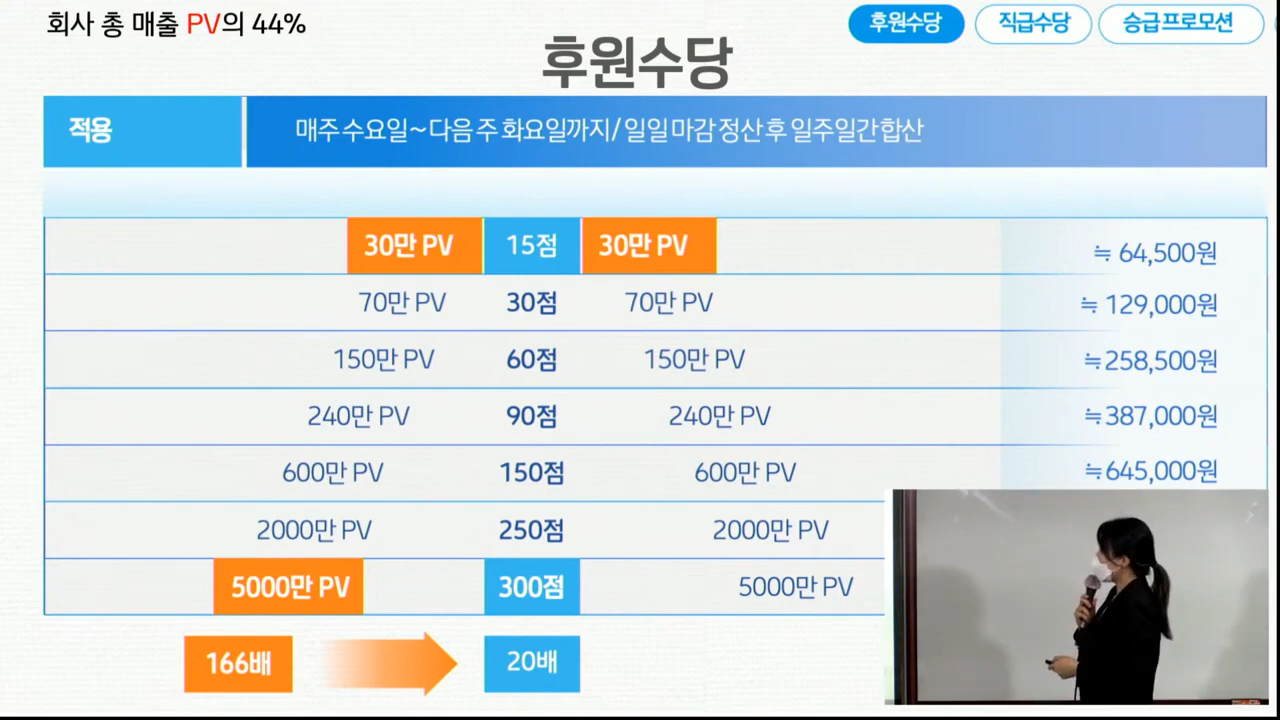 회사 총 매출 PV의 44%
후원수당 직급수당 승급프로모션
후원수당
적용 매주 수요일~다음 주 화요일까지/ 일일 마감 정산 후 일주일간 합산
30만 PV 15점 30만 PV ≒ 64,500원
70만 PV 30점 70만 PV ≒ 129,000원
150만 PV 60점 150만 PV ≒258,500원
240만 PV 90점 240만 PV ≒387,000원
600만 PV 150점 600만 PV ≒645,000원
2000만 PV 250점 2000만 PV
5000만 PV 300점 5000만 PV
166배 20배